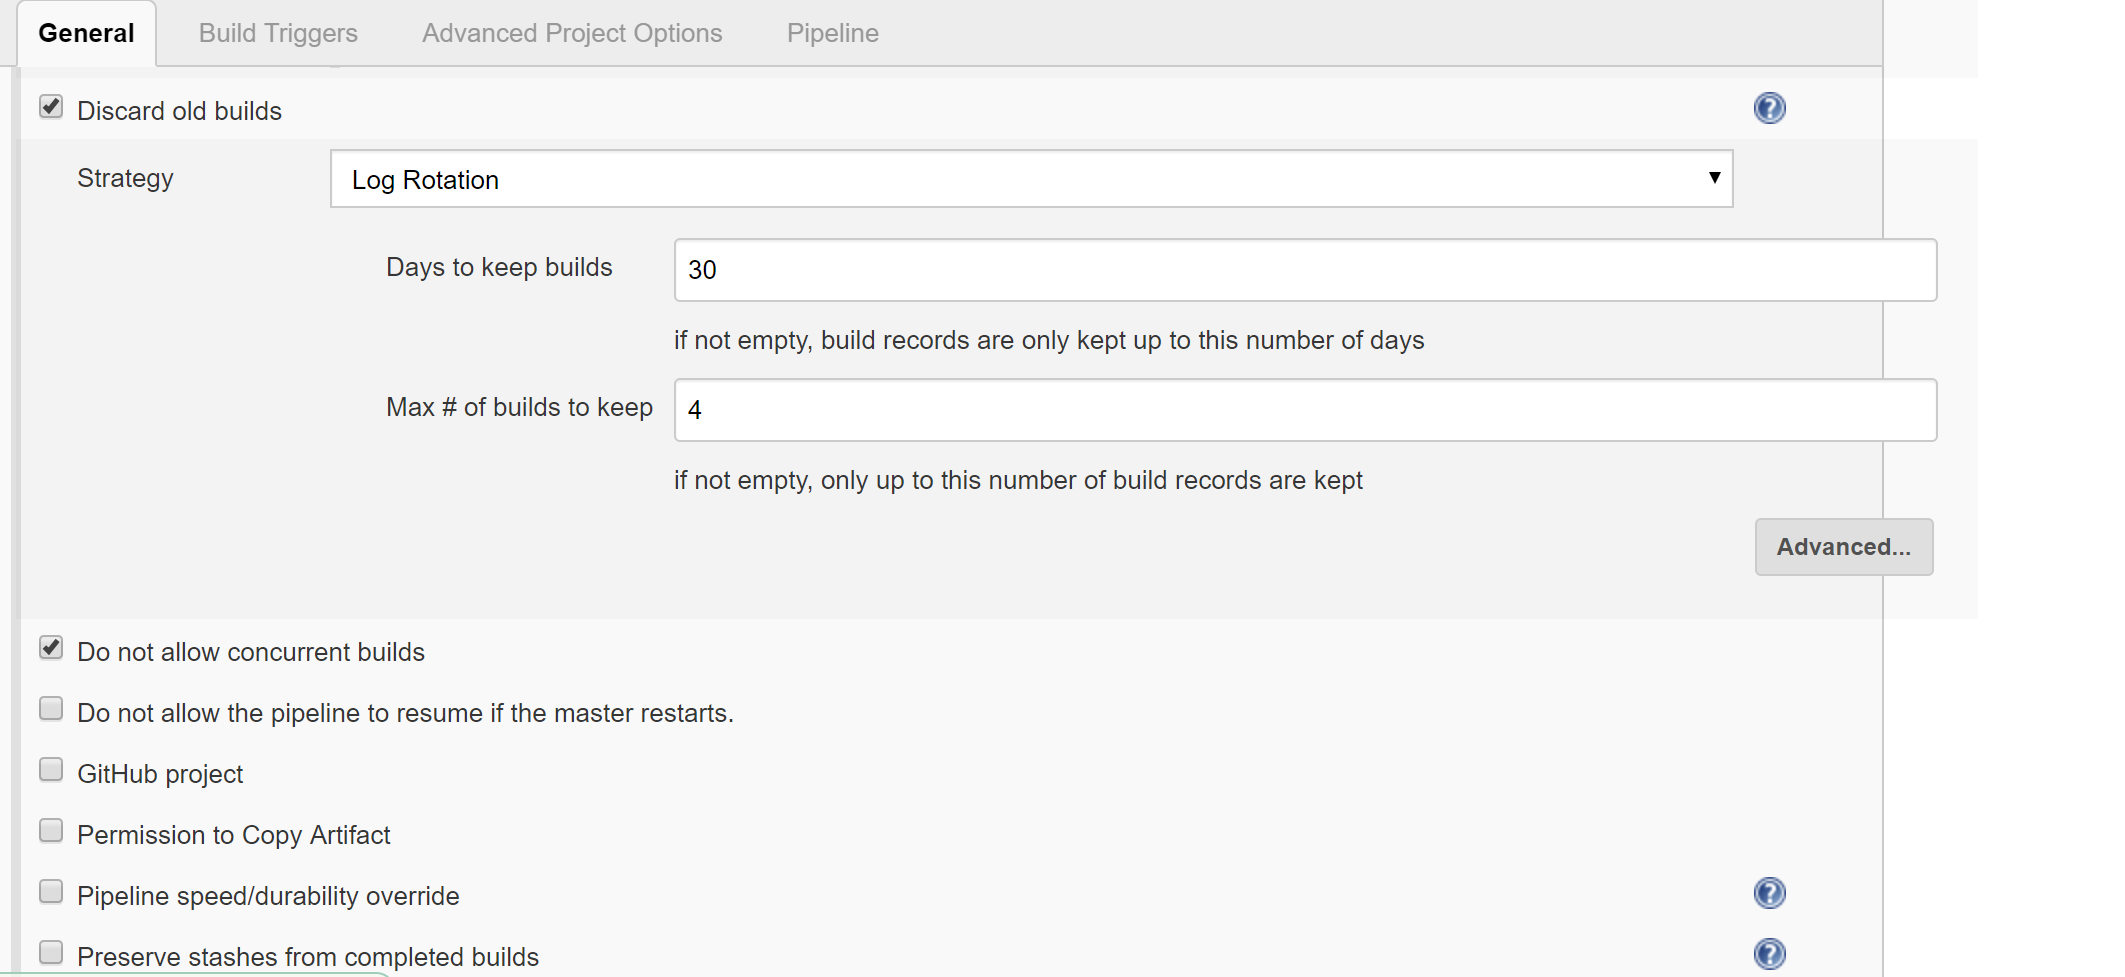 General Build Triggers Advanced Project Options Pipeline
Discard old builds
Strategy Log Rotation
Days to keep builds 30
if not empty, build records are only kept up to this number of days
Max # of builds to keep 4
if not empty, only up to this number of build records are kept
Advanced...
Do not allow concurrent builds
Do not allow the pipeline to resume if the master restarts.
GitHub project
Permission to Copy Artifact
Pipeline speed/durability override
Preserve stashes from completed builds